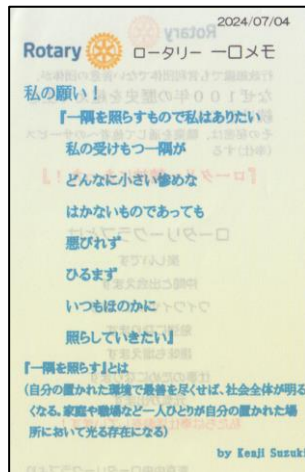 2024/07/04
Rotary ロータリー 一口メモ
私の願い！
『一隅を照らすもので私はありたい
私の受けもつ一隅が
どんなに小さい惨めな
はかないものであっても
悪びれず
ひるまず
いつもほのかに
照らしていきたい』
『一隅を照らす』とは
(自分の置かれた環境で最善を尽くせば、社会全体が明る
くなる。家庭や職場など一人ひとりが自分の置かれた場
所において光る存在になる)
by Kenji Suzuki